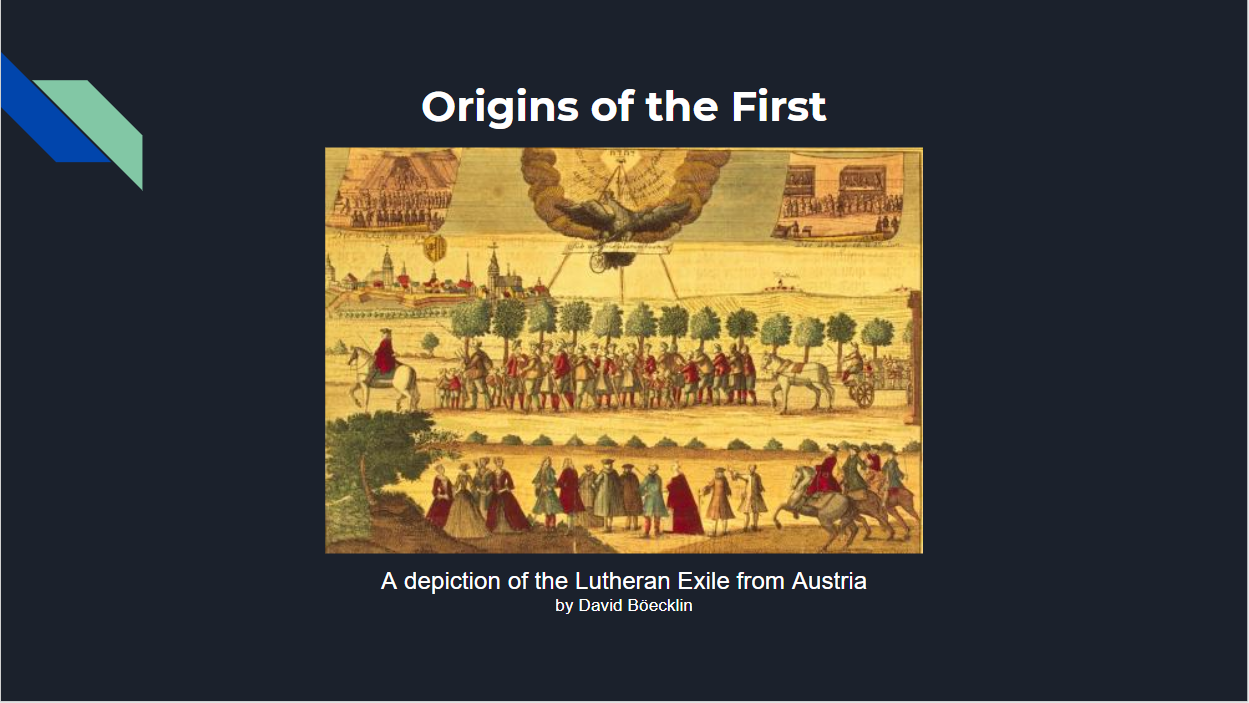 Origins of the First
A depiction of the Lutheran Exile from Austria
by David Böecklin